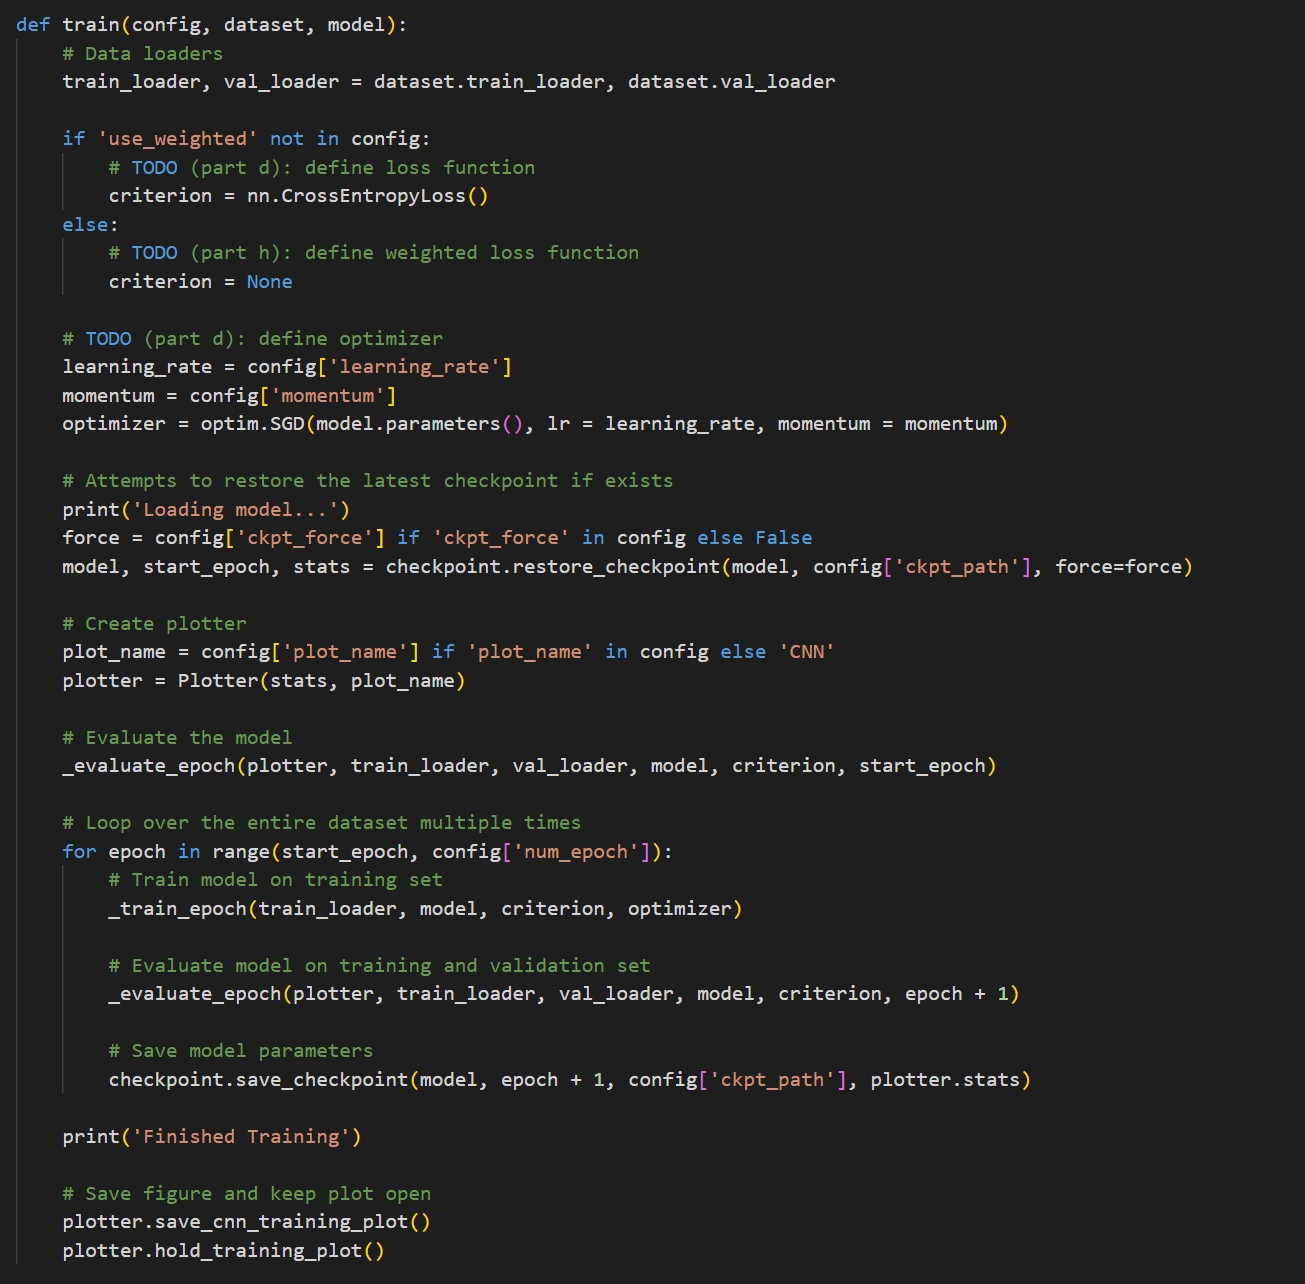 def train(config, dataset, model):
    # Data loaders
    train_loader, val_loader = dataset.train_loader, dataset.val_loader

    if 'use_weighted' not in config:
        # TODO (part d): define loss function
        criterion = nn.CrossEntropyLoss()
    else:
        # TODO (part h): define weighted loss function
        criterion = None

    # TODO (part d): define optimizer
    learning_rate = config['learning_rate']
    momentum = config['momentum']
    optimizer = optim.SGD(model.parameters(), lr = learning_rate, momentum = momentum)

    # Attempts to restore the latest checkpoint if exists
    print('Loading model...')
    force = config['ckpt_force'] if 'ckpt_force' in config else False
    model, start_epoch, stats = checkpoint.restore_checkpoint(model, config['ckpt_path'], force=force)

    # Create plotter
    plot_name = config['plot_name'] if 'plot_name' in config else 'CNN'
    plotter = Plotter(stats, plot_name)

    # Evaluate the model
    _evaluate_epoch(plotter, train_loader, val_loader, model, criterion, start_epoch)

    # Loop over the entire dataset multiple times
    for epoch in range(start_epoch, config['num_epoch']):
        # Train model on training set
        _train_epoch(train_loader, model, criterion, optimizer)

        # Evaluate model on training and validation set
        _evaluate_epoch(plotter, train_loader, val_loader, model, criterion, epoch + 1)

        # Save model parameters
        checkpoint.save_checkpoint(model, epoch + 1, config['ckpt_path'], plotter.stats)

    print('Finished Training')

    # Save figure and keep plot open
    plotter.save_cnn_training_plot()
    plotter.hold_training_plot()